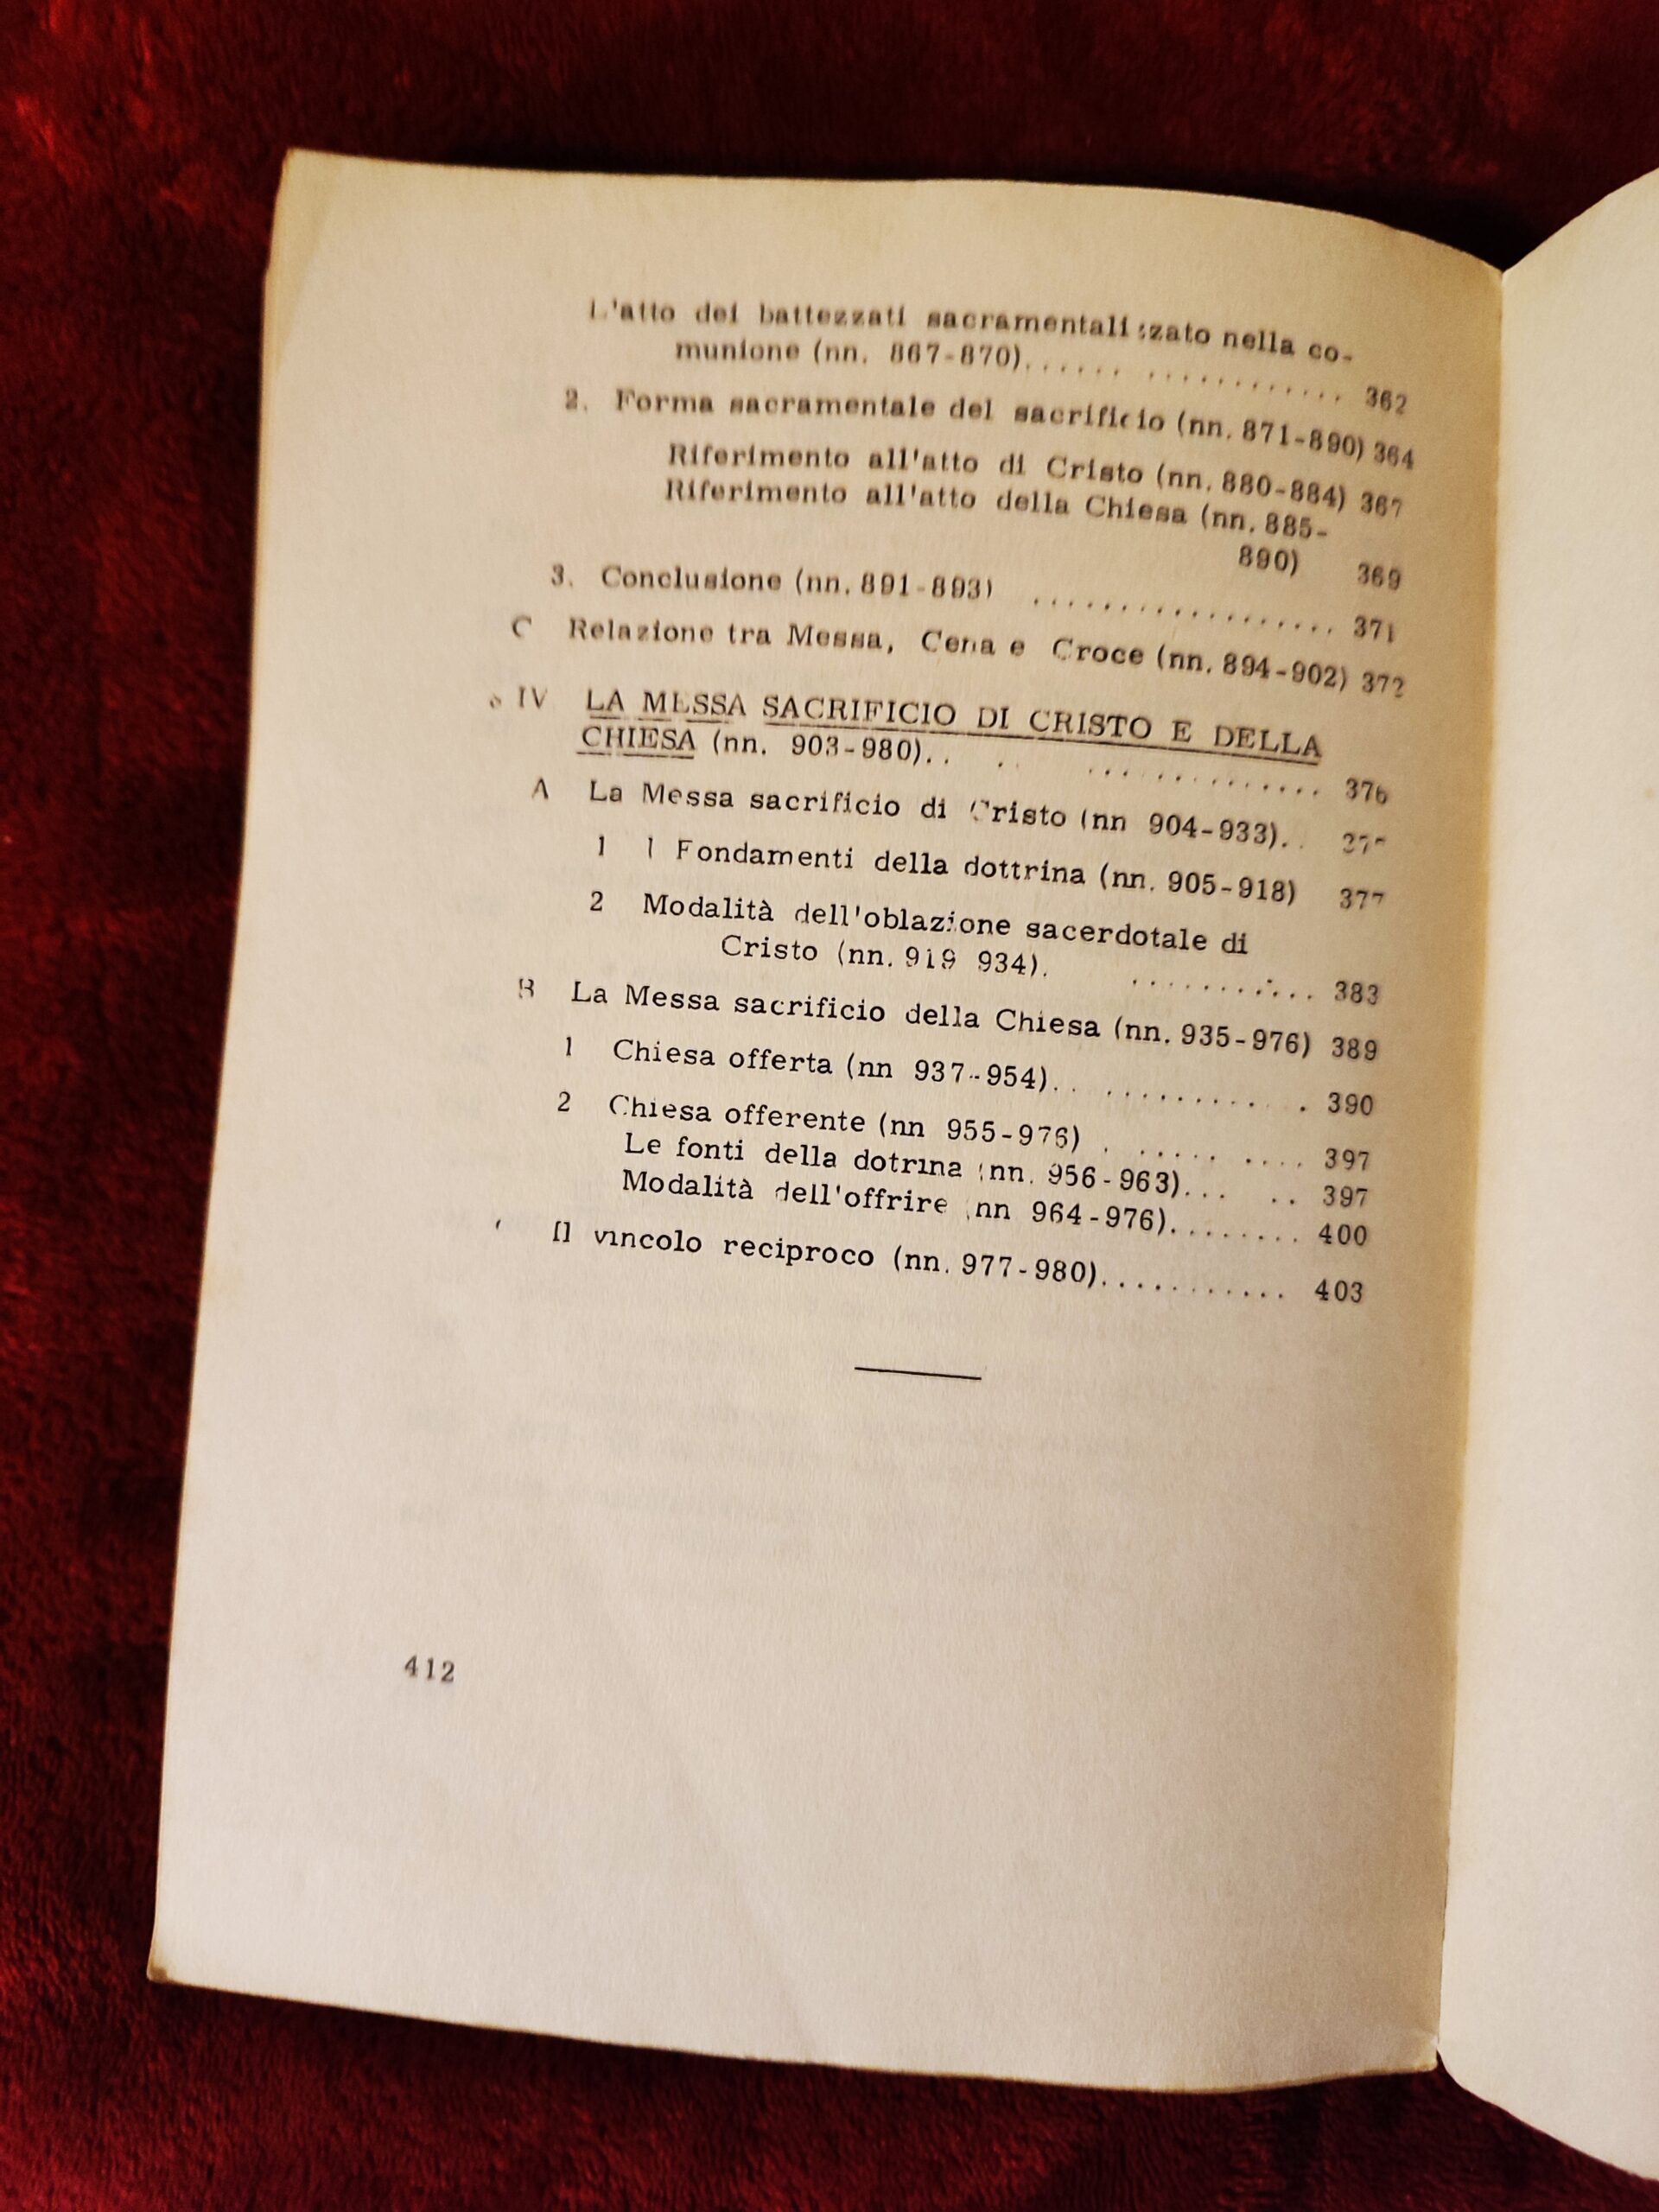 L'atto dei battezzati sacramentalizzato nella co-
munione (nn. 867-870)...... ............ 362
2. Forma sacramentale del sacrificio (nn. 871-890) 364
Riferimento all'atto di Cristo (nn. 880-884) 367
Riferimento all'atto della Chiesa (nn. 885-
890) 369
3. Conclusione (nn. 891-893) .................. 371
C Relazione tra Messa, Cena e Croce (nn. 894-902) 372
IV LA MESSA SACRIFICIO DI CRISTO E DELLA
CHIESA (nn. 903-980).. . ............. 376
A La Messa sacrificio di Cristo (nn 904-933)..
1 I Fondamenti della dottrina (nn. 905-918) 377
2 Modalità dell'oblazione sacerdotale di
Cristo (nn. 919 934). ............ 383
B La Messa sacrificio della Chiesa (nn. 935-976) 389
1 Chiesa offerta (nn 937-954).. ........... . 390
2 Chiesa offerente (nn 955-976) . ..... .... 397
Le fonti della dotrina (nn. 956-963)... .. 397
Modalità dell'offrire (nn 964-976)........ 400
Il vincolo reciproco (nn. 977-980)........... 403
412